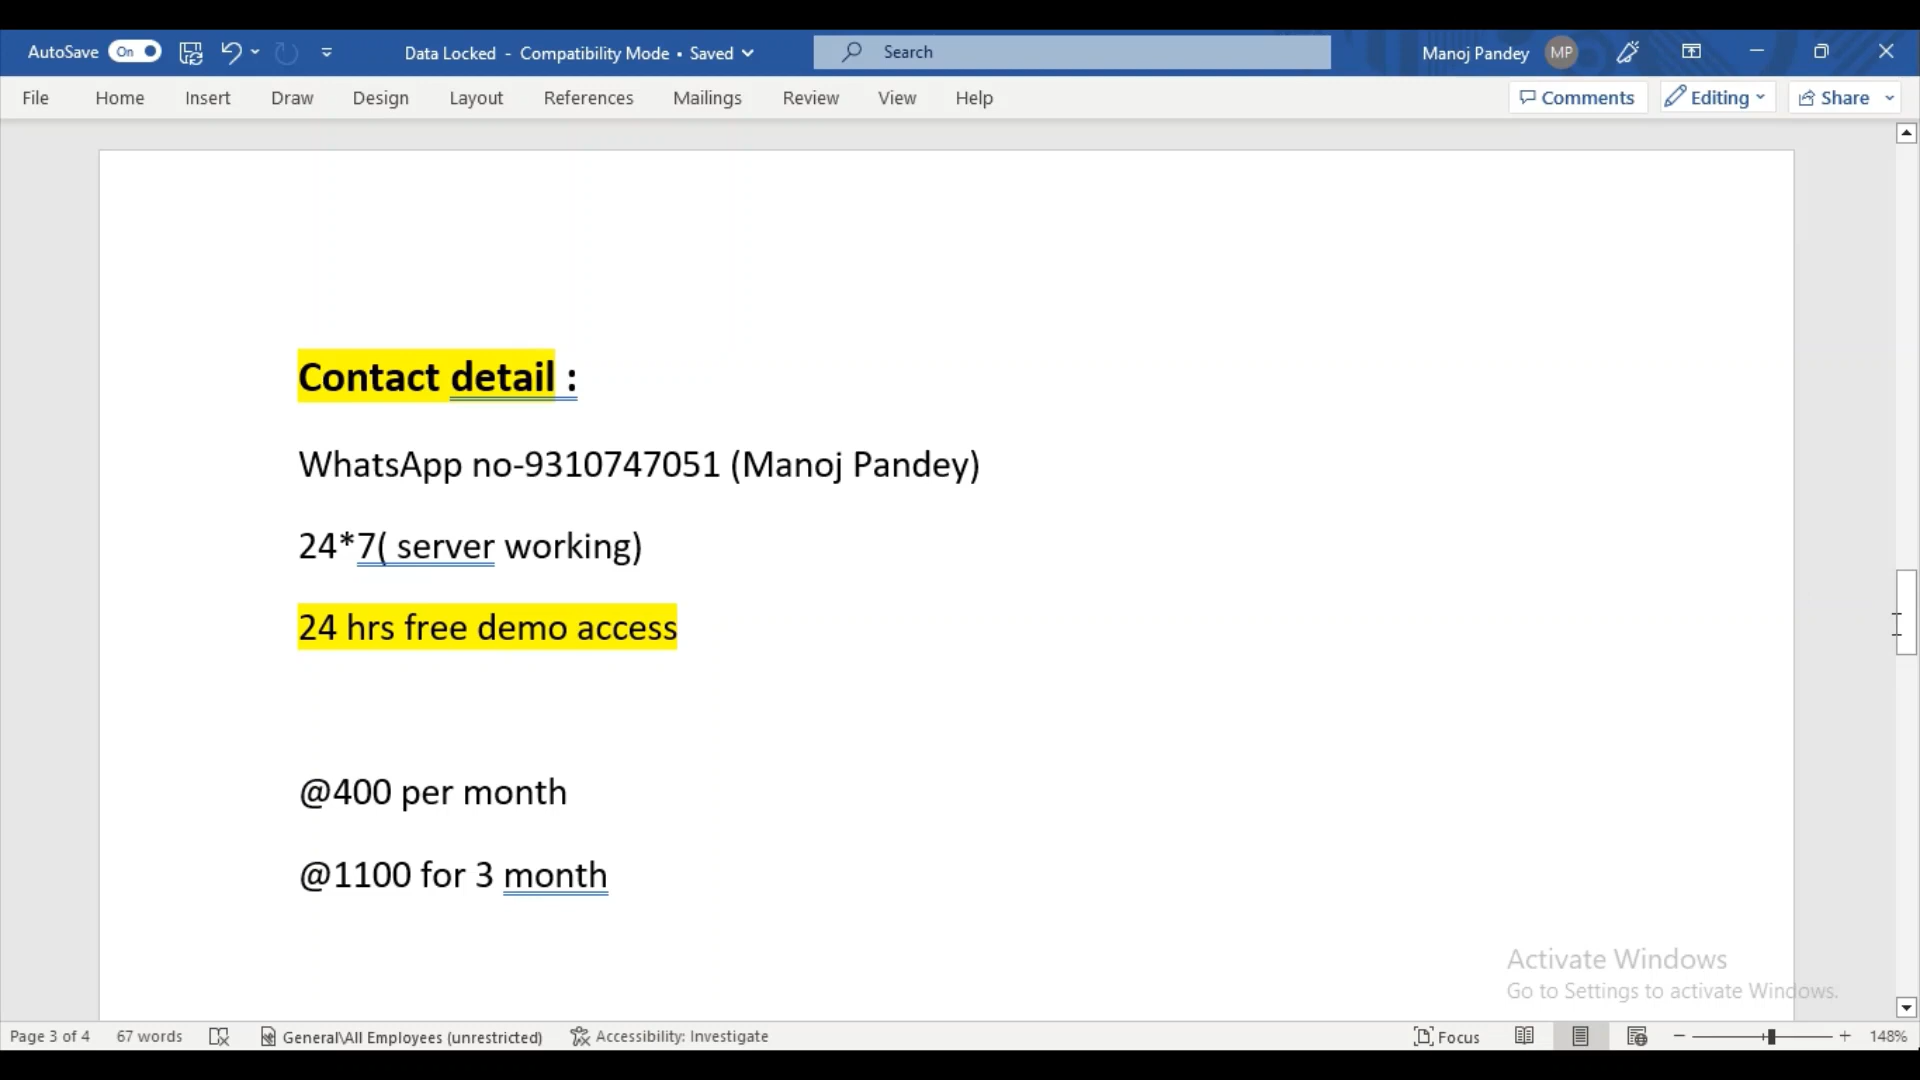 AutoSave On Data Locked - Compatibility Mode • Saved Search Manoj Pandey MP
File Home Insert Draw Design Layout References Mailings Review View Help Comments Editing Share
Contact detail :
WhatsApp no-9310747051 (Manoj Pandey)
24*7( server working)
24 hrs free demo access
@400 per month
@1100 for 3 month
Activate Windows
Go to Settings to activate Windows.
Page 3 of 4 67 words General\All Employees (unrestricted) Accessibility: Investigate Focus 148%